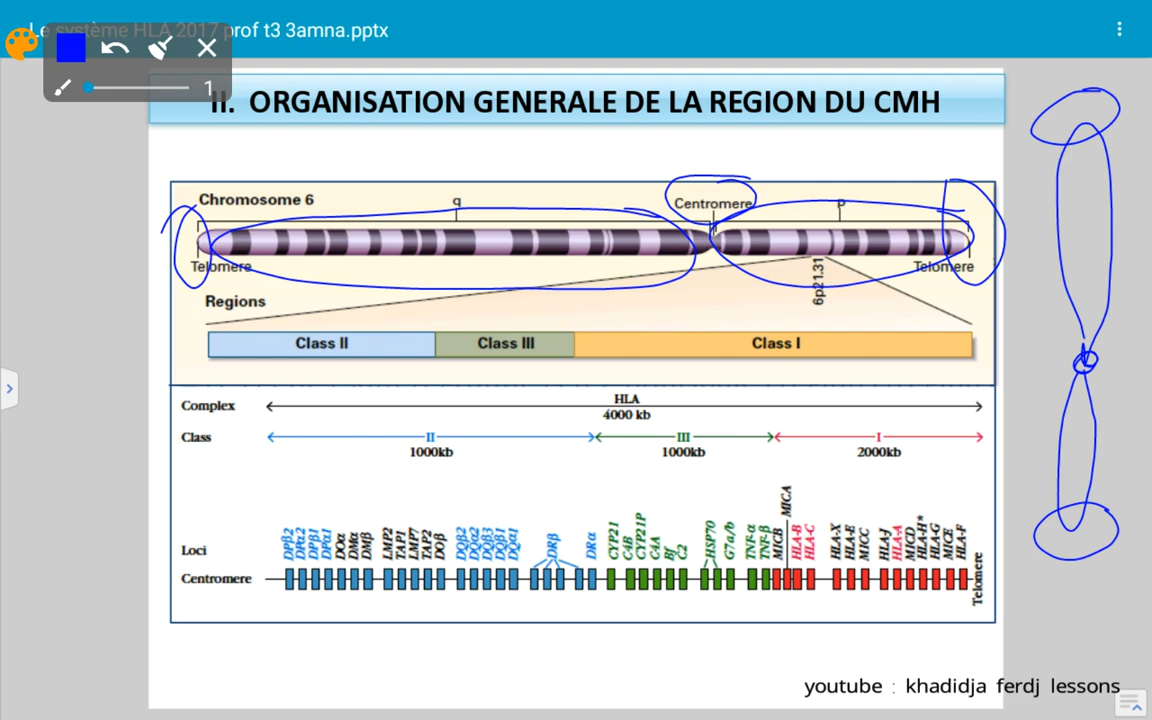 Le système HLA 2017 prof t3 3amna.pptx
1
II. ORGANISATION GENERALE DE LA REGION DU CMH
Chromosome 6
q
Centromere
p
Telomere
Telomere
6p21.31
Regions
Class II
Class III
Class I
Complex
HLA
4000 kb
Class
II
III
I
1000kb
1000kb
2000kb
Loci
DPβ2
DPα2
DPβ1
DPα1
DOα
DMα
DMβ
LMP2
TAP1
LMP7
TAP2
DOβ
DQβ2
DQα2
DQβ3
DQβ1
DQα1
DRβ
DRα
CYP21
C4B
CYP21P
C4A
Bf
C2
HSP70
G7a/b
TNF-α
TNF-β
MICB
MICA
HLA-B
HLA-C
HLA-X
HLA-E
MICC
HLA-J
HLA-A
MICD
HLA-H*
HLA-G
MICE
HLA-F
Centromere
Telomere
youtube : khadidja ferdj lessons